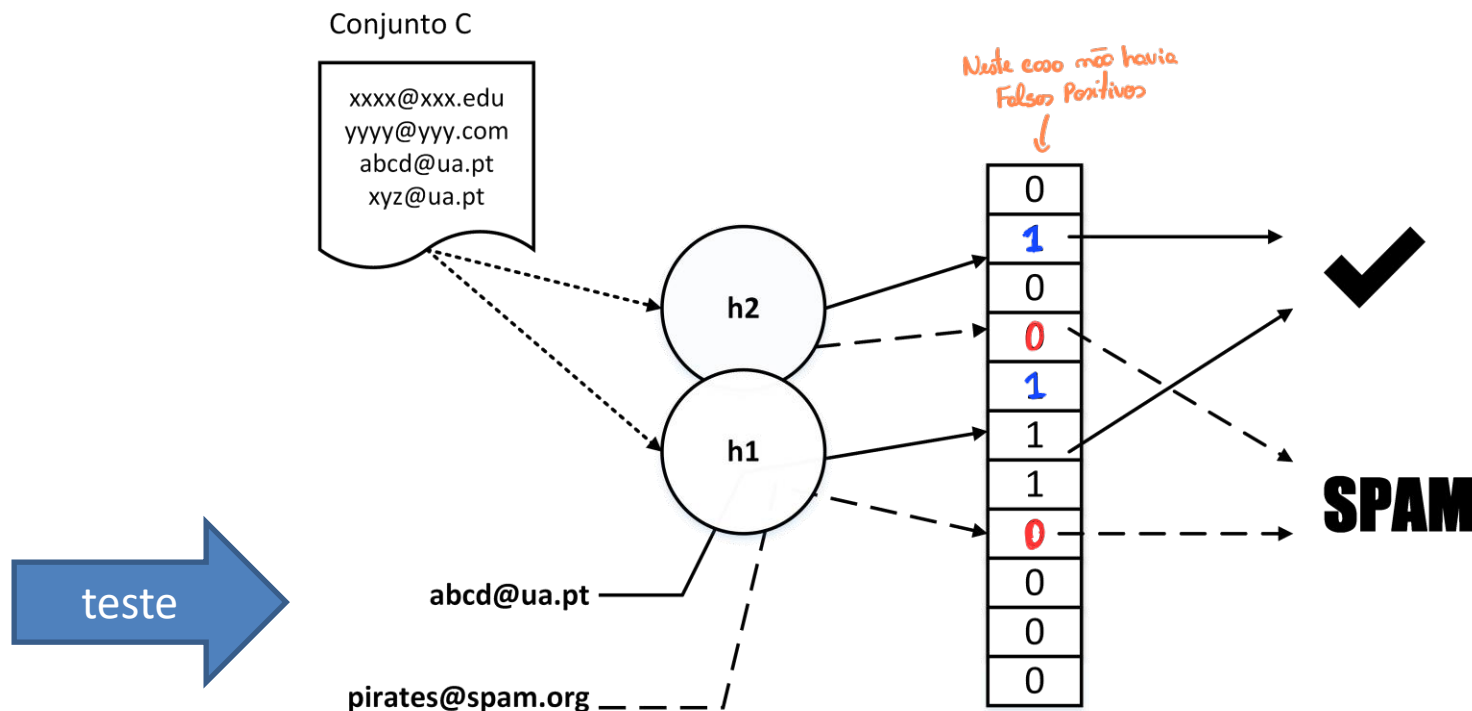 Conjunto C
xxxx@xxx.edu
yyyy@yyy.com
abcd@ua.pt
xyz@ua.pt
Neste caso não havia
Falsos Positivos
0
1
0
0
1
1
1
0
0
0
0
h2
h1
SPAM
teste
abcd@ua.pt
pirates@spam.org